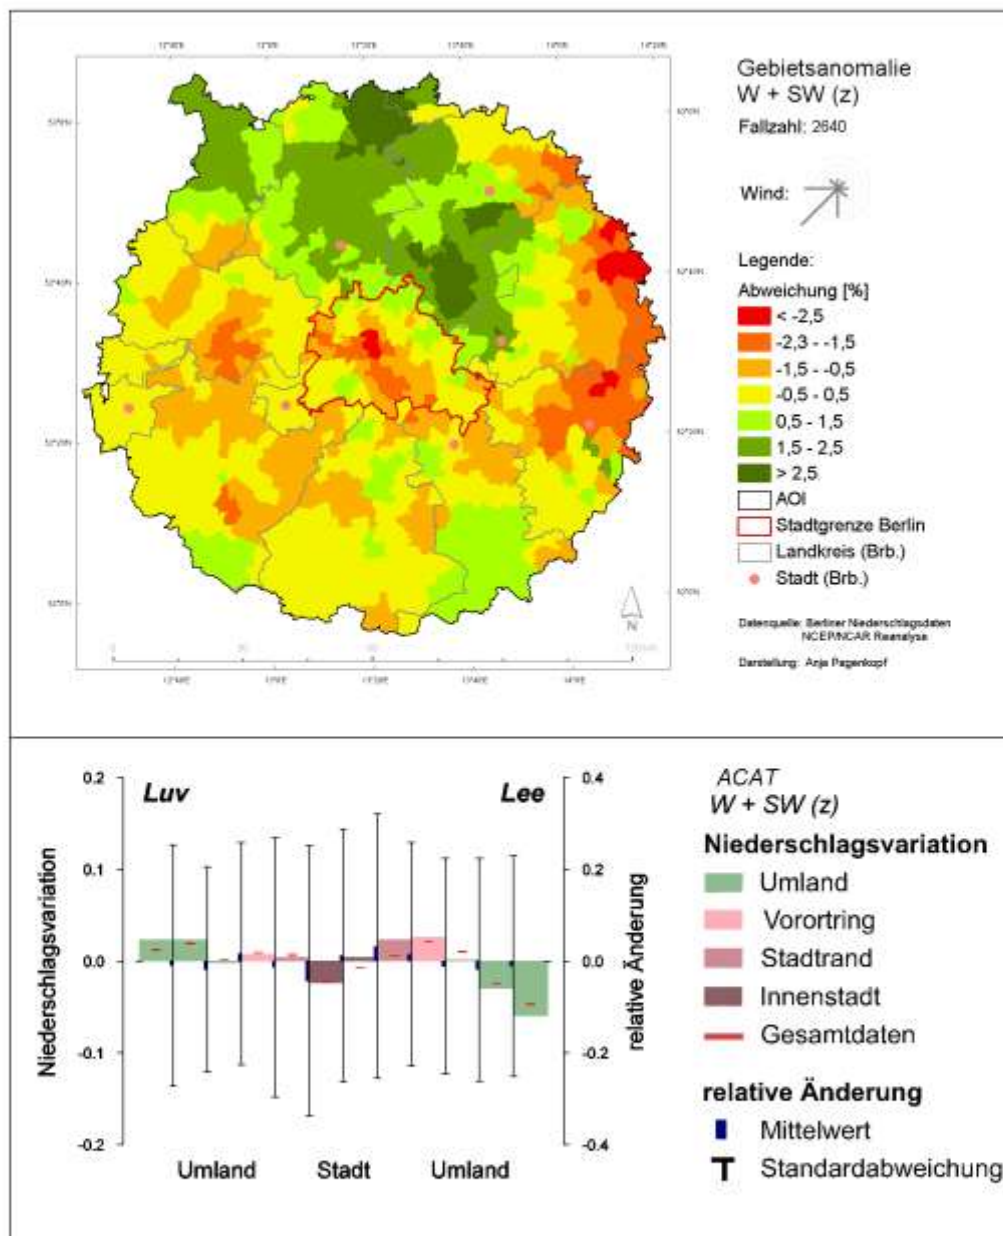 Gebietsanomalie
W + SW (z)
Fallzahl: 2640
Wind:
Legende:
Abweichung [%]
< -2,5
-2,3 - -1,5
-1,5 - -0,5
-0,5 - 0,5
0,5 - 1,5
1,5 - 2,5
> 2,5
AOI
Stadtgrenze Berlin
Landkreis (Brb.)
Stadt (Brb.)
N
Datenquelle: Berliner Niederschlagsdaten
NCEP/NCAR Reanalyse
Darstellung: Anja Pagenkopf
0.2
0.1
0.0
-0.1
-0.2
Niederschlagsvariation
Luv
Lee
0.4
0.2
0.0
-0.2
-0.4
relative Änderung
Umland
Stadt
Umland
ACAT
W + SW (z)
Niederschlagsvariation
Umland
Vorortring
Stadtrand
Innenstadt
Gesamtdaten
relative Änderung
Mittelwert
Standardabweichung